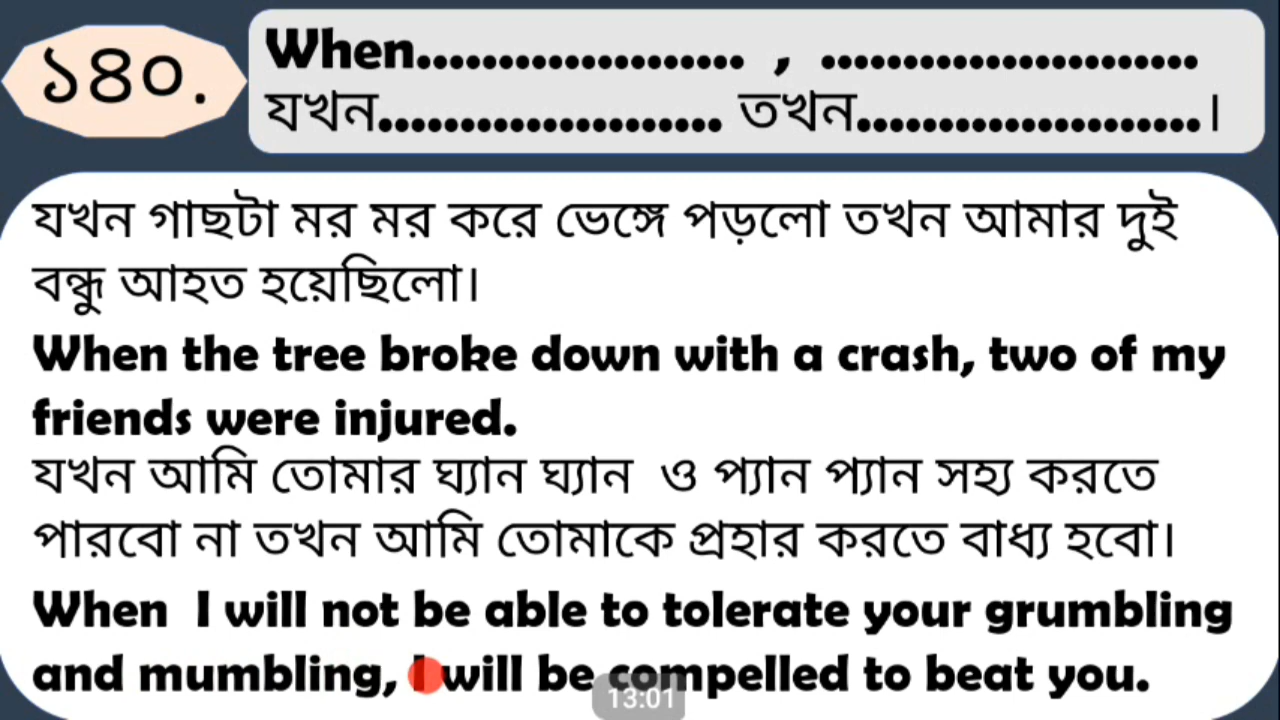 ১৪০.
When.................... , .......................
যখন..................... তখন.....................।
যখন গাছটা মর মর করে ভেঙ্গে পড়লো তখন আমার দুই
বন্ধু আহত হয়েছিলো।
When the tree broke down with a crash, two of my
friends were injured.
যখন আমি তোমার ঘ্যান ঘ্যান ও প্যান প্যান সহ্য করতে
পারবো না তখন আমি তোমাকে প্রহার করতে বাধ্য হবো।
When I will not be able to tolerate your grumbling
and mumbling, I will be compelled to beat you.
13:01